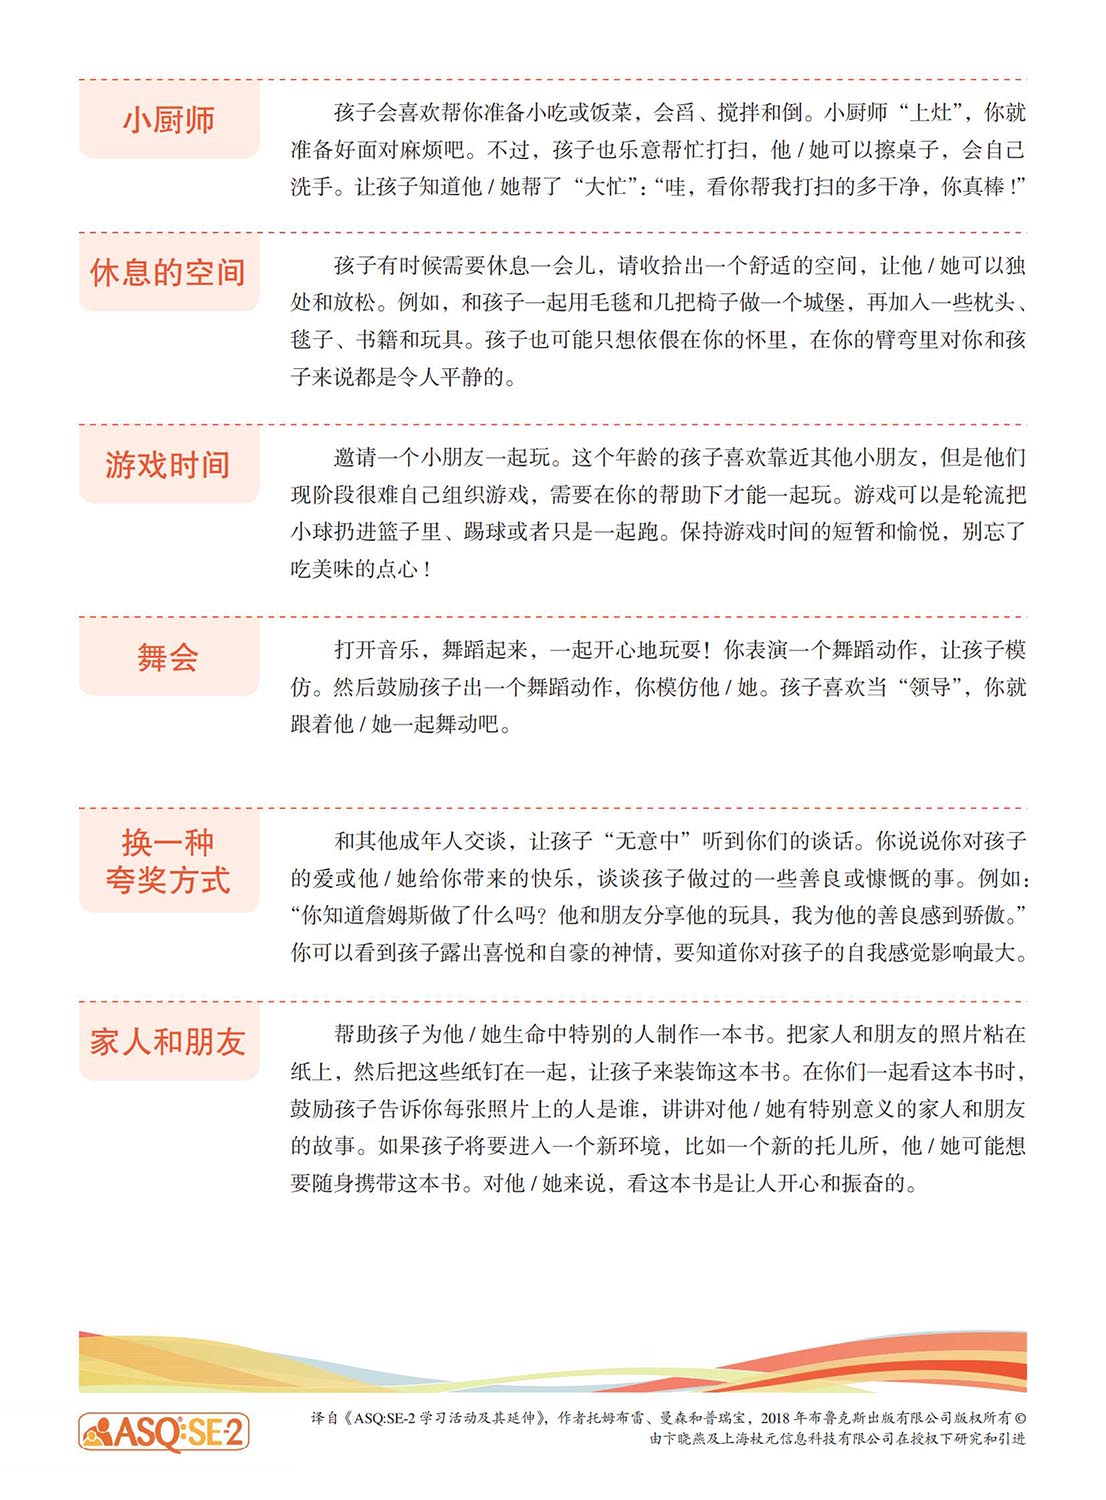 小厨师
孩子会喜欢帮你准备小吃或饭菜，会舀、搅拌和倒。小厨师“上灶”，你就
准备好面对麻烦吧。不过，孩子也乐意帮忙打扫，他 / 她可以擦桌子，会自己
洗手。让孩子知道他 / 她帮了“大忙”：“哇，看你帮我打扫的多干净，你真棒！”
休息的空间
孩子有时候需要休息一会儿，请收拾出一个舒适的空间，让他 / 她可以独
处和放松。例如，和孩子一起用毛毯和几把椅子做一个城堡，再加入一些枕头、
毯子、书籍和玩具。孩子也可能只想依偎在你的怀里，在你的臂弯里对你和孩
子来说都是令人平静的。
游戏时间
邀请一个小朋友一起玩。这个年龄的孩子喜欢靠近其他小朋友，但是他们
现阶段很难自己组织游戏，需要在你的帮助下才能一起玩。游戏可以是轮流把
小球扔进篮子里、踢球或者只是一起跑。保持游戏时间的短暂和愉悦，别忘了
吃美味的点心！
舞会
打开音乐，舞蹈起来，一起开心地玩耍！你表演一个舞蹈动作，让孩子模
仿。然后鼓励孩子出一个舞蹈动作，你模仿他 / 她。孩子喜欢当“领导”，你就
跟着他 / 她一起舞动吧。
换一种
夸奖方式
和其他成年人交谈，让孩子“无意中”听到你们的谈话。你说说你对孩子
的爱或他 / 她给你带来的快乐，谈谈孩子做过的一些善良或慷慨的事。例如：
“你知道詹姆斯做了什么吗？他和朋友分享他的玩具，我为他的善良感到骄傲。”
你可以看到孩子露出喜悦和自豪的神情，要知道你对孩子的自我感觉影响最大。
家人和朋友
帮助孩子为他 / 她生命中特别的人制作一本书。把家人和朋友的照片粘在
纸上，然后把这些纸钉在一起，让孩子来装饰这本书。在你们一起看这本书时，
鼓励孩子告诉你每张照片上的人是谁，讲讲对他 / 她有特别意义的家人和朋友
的故事。如果孩子将要进入一个新环境，比如一个新的托儿所，他 / 她可能想
要随身携带这本书。对他 / 她来说，看这本书是让人开心和振奋的。
ASQ:SE-2
译自《ASQ:SE-2 学习活动及其延伸》，作者托姆布雷、曼森和普瑞宝，2018 年布鲁克斯出版有限公司版权所有 ©
由卞晓燕及上海杖元信息科技有限公司在授权下研究和引进